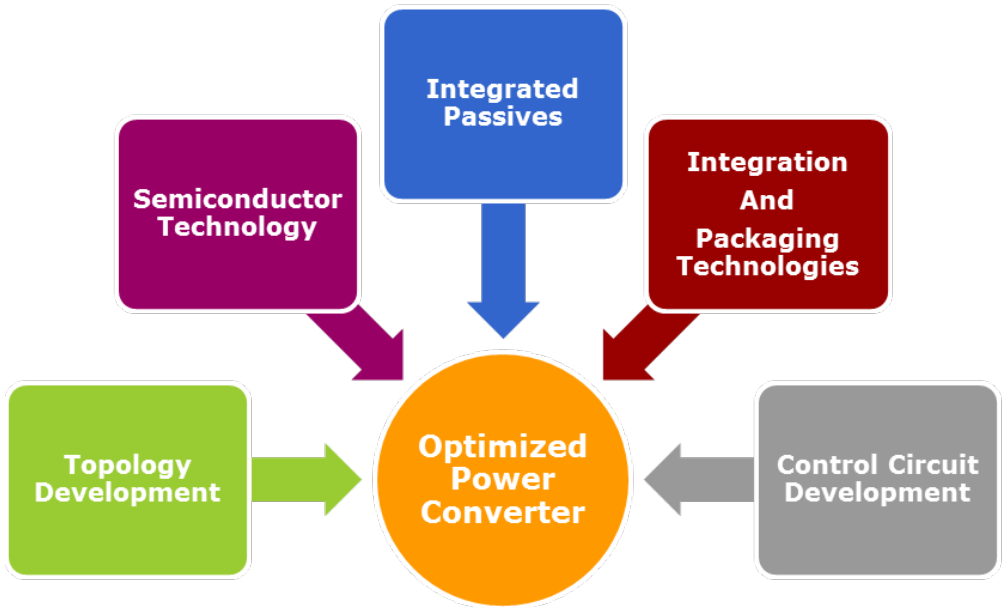 Integrated
Passives
Semiconductor
Technology
Integration
And
Packaging
Technologies
Topology
Development
Optimized
Power
Converter
Control Circuit
Development